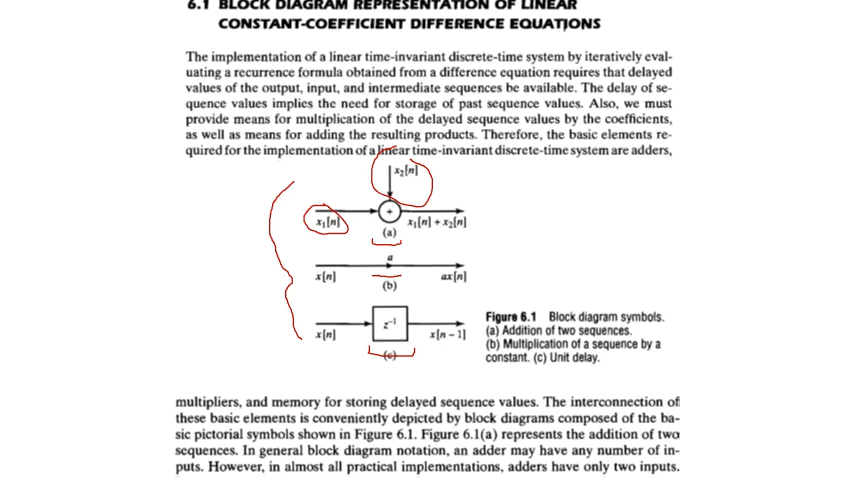 6.1 BLOCK DIAGRAM REPRESENTATION OF LINEAR
CONSTANT-COEFFICIENT DIFFERENCE EQUATIONS
The implementation of a linear time-invariant discrete-time system by iteratively eval-
uating a recurrence formula obtained from a difference equation requires that delayed
values of the output, input, and intermediate sequences be available. The delay of se-
quence values implies the need for storage of past sequence values. Also, we must
provide means for multiplication of the delayed sequence values by the coefficients,
as well as means for adding the resulting products. Therefore, the basic elements re-
quired for the implementation of a linear time-invariant discrete-time system are adders,
x₂[n]
+
x₁[n]
x₁[n] + x₂[n]
(a)
a
x[n]
ax[n]
(b)
z⁻¹
x[n]
x[n – 1]
(c)
Figure 6.1 Block diagram symbols.
(a) Addition of two sequences.
(b) Multiplication of a sequence by a
constant. (c) Unit delay.
multipliers, and memory for storing delayed sequence values. The interconnection of
these basic elements is conveniently depicted by block diagrams composed of the ba-
sic pictorial symbols shown in Figure 6.1. Figure 6.1(a) represents the addition of two
sequences. In general block diagram notation, an adder may have any number of in-
puts. However, in almost all practical implementations, adders have only two inputs.